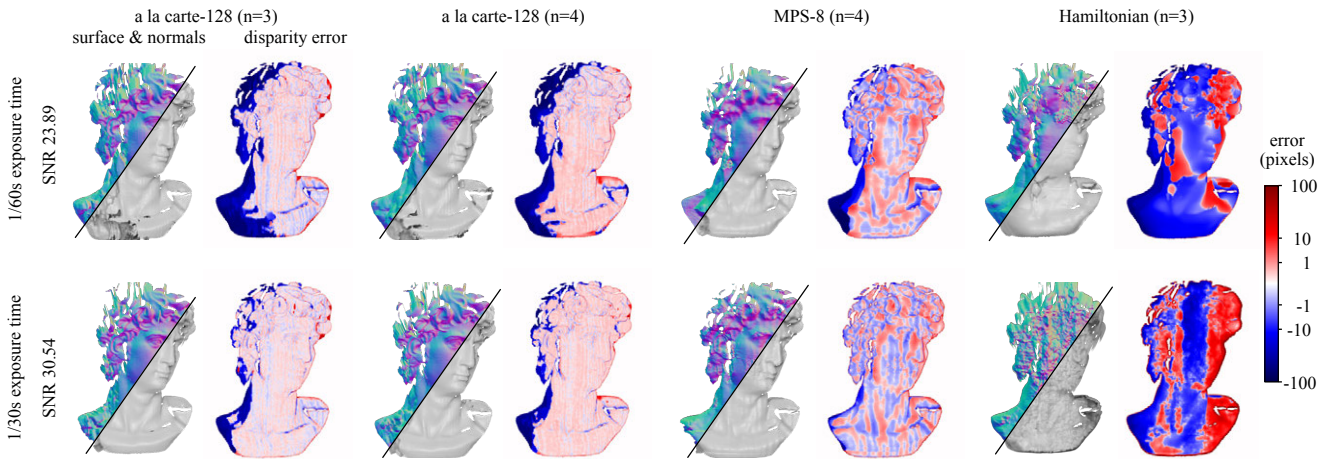 a la carte-128 (n=3)
a la carte-128 (n=4)
MPS-8 (n=4)
Hamiltonian (n=3)
surface & normals
disparity error
1/60s exposure time
SNR 23.89
1/30s exposure time
SNR 30.54
error
(pixels)
100
10
1
-1
-10
-100